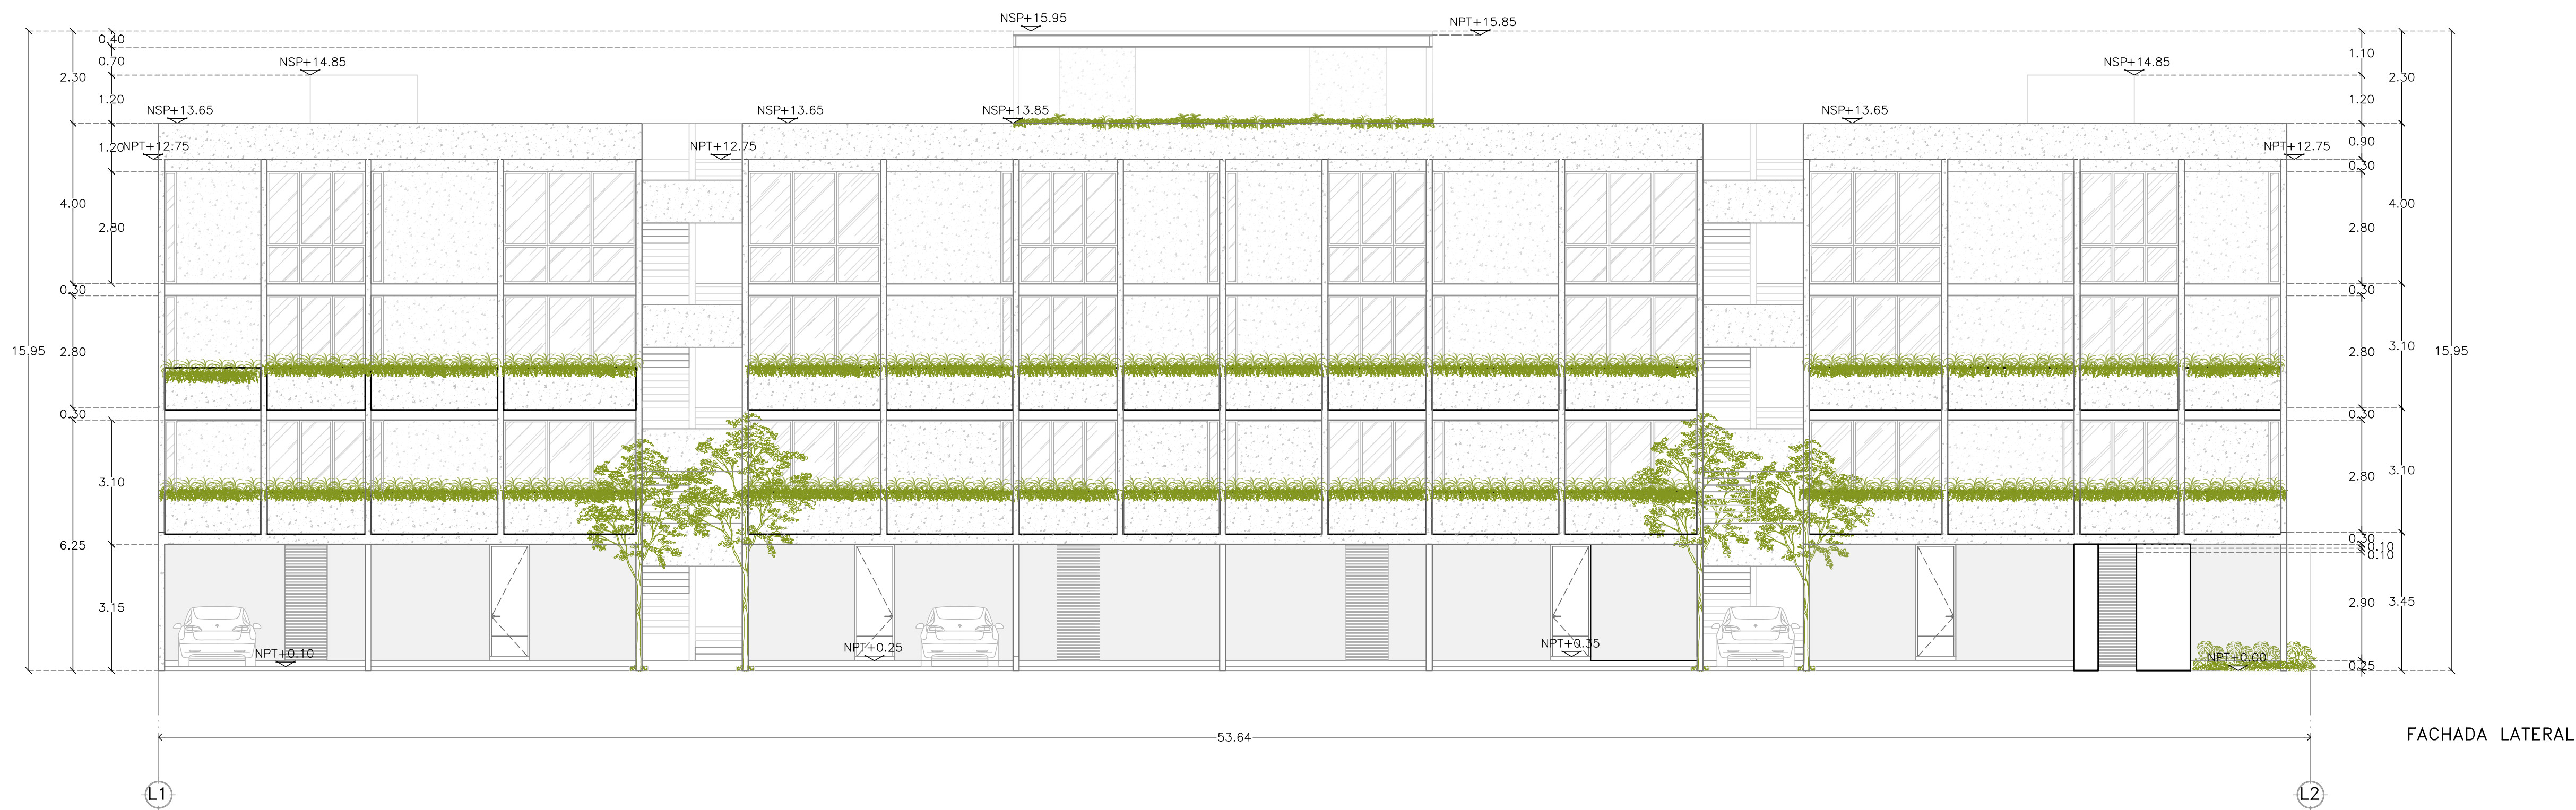 NSP+15.95
NPT+15.85
0.40
0.70
1.10
NSP+14.85
NSP+14.85
2.30
2.30
1.20
1.20
NSP+13.65
NSP+13.65
NSP+13.85
NSP+13.65
1.20
NPT+12.75
NPT+12.75
0.90
NPT+12.75
0.30
4.00
4.00
2.80
2.80
0.30
0.30
15.95
2.80
2.80
3.10
15.95
0.30
0.30
3.10
2.80
3.10
6.25
0.30
0.10
0.10
3.15
2.90
3.45
NPT+0.10
NPT+0.25
NPT+0.35
NPT+0.00
0.25
53.64
FACHADA LATERAL
L1
L2